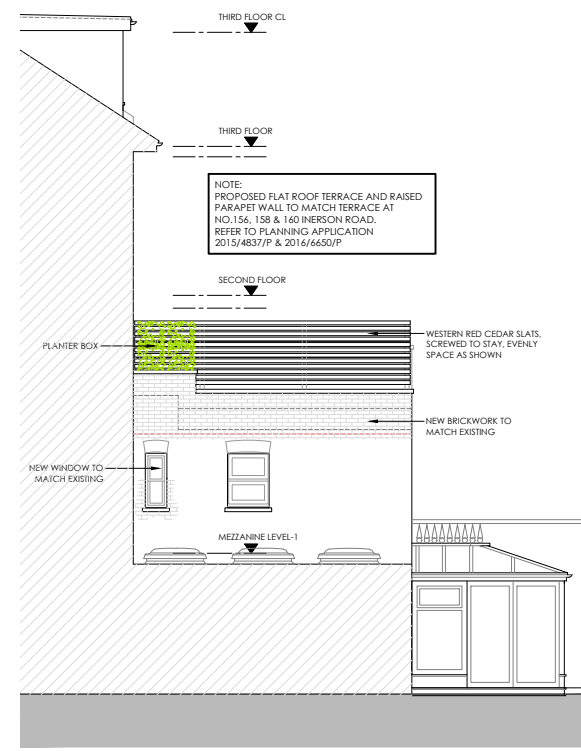 THIRD FLOOR CL
THIRD FLOOR
NOTE:
PROPOSED FLAT ROOF TERRACE AND RAISED
PARAPET WALL TO MATCH TERRACE AT
NO.156, 158 & 160 INERSON ROAD.
REFER TO PLANNING APPLICATION
2015/4837/P & 2016/6650/P
SECOND FLOOR
PLANTER BOX
WESTERN RED CEDAR SLATS,
SCREWED TO STAY, EVENLY
SPACE AS SHOWN
NEW BRICKWORK TO
MATCH EXISTING
NEW WINDOW TO
MATCH EXISTING
MEZZANINE LEVEL-1